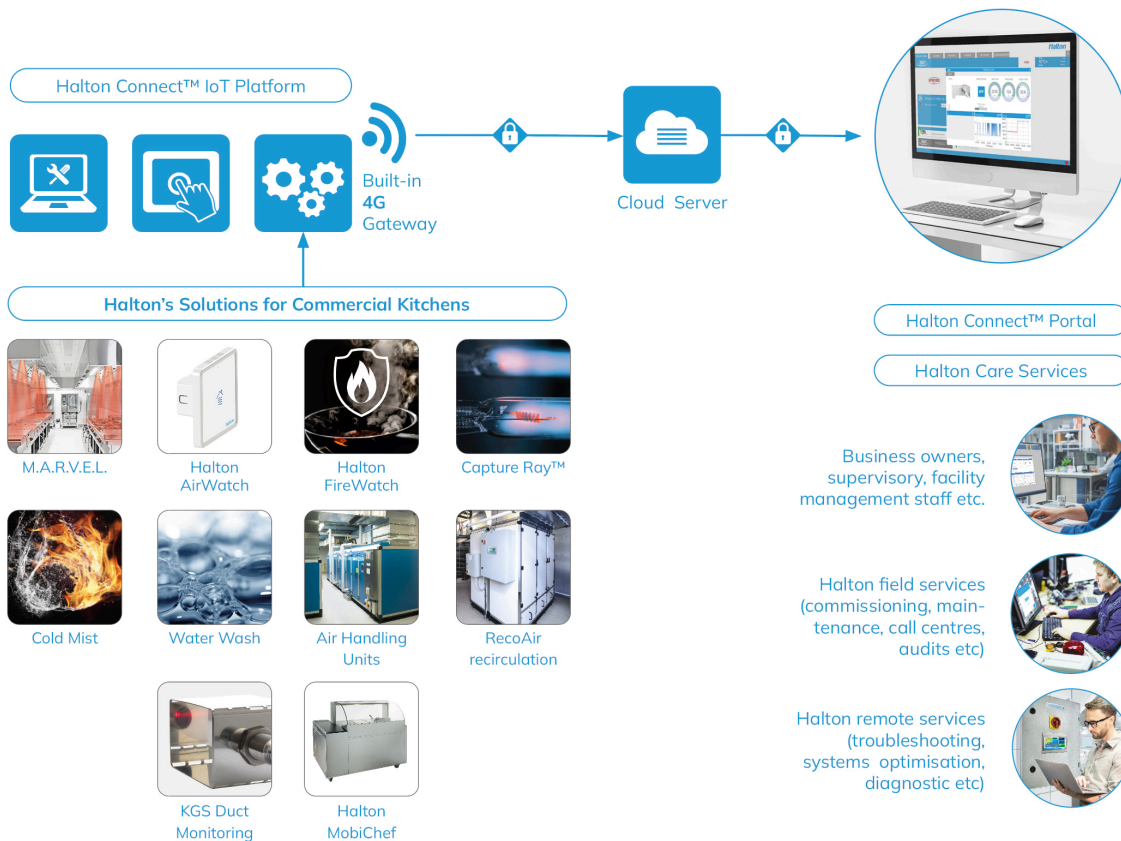 Halton Connect™ IoT Platform
Built-in
4G
Gateway
Cloud Server
Halton
Halton's Solutions for Commercial Kitchens
M.A.R.V.E.L.
Halton
AirWatch
Halton
FireWatch
Capture Ray™
Cold Mist
Water Wash
Air Handling
Units
RecoAir
recirculation
KGS Duct
Monitoring
Halton
MobiChef
Halton Connect™ Portal
Halton Care Services
Business owners,
supervisory, facility
management staff etc.
Halton field services
(commissioning, main-
tenance, call centres,
audits etc)
Halton remote services
(troubleshooting,
systems optimisation,
diagnostic etc)